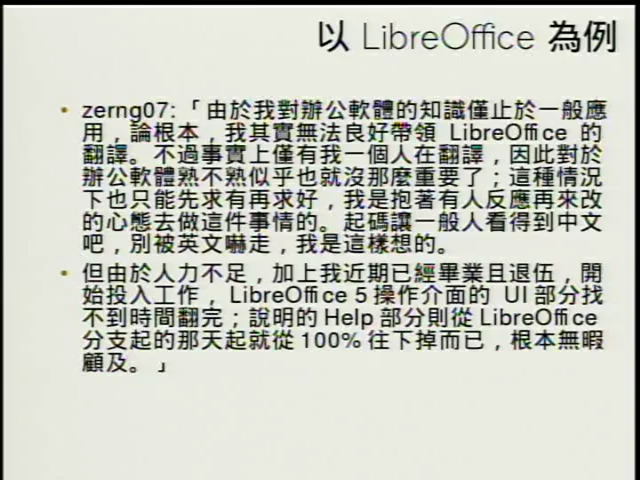 以 LibreOffice 為例
• zerng07: 「由於我對辦公軟體的知識僅止於一般應
用，論根本，我其實無法良好帶領 LibreOffice 的
翻譯。不過事實上僅有我一個人在翻譯，因此對於
辦公軟體熟不熟似乎也就沒那麼重要了；這種情況
下也只能先求有再求好，我是抱著有人反應再來改
的心態去做這件事情的。起碼讓一般人看得到中文
吧，別被英文嚇走，我是這樣想的。
• 但由於人力不足，加上我近期已經畢業且退伍，開
始投入工作， LibreOffice 5 操作介面的 UI 部分找
不到時間翻完；說明的 Help 部分則從 LibreOffice
分支起的那天起就從 100% 往下掉而已，根本無暇
顧及。」